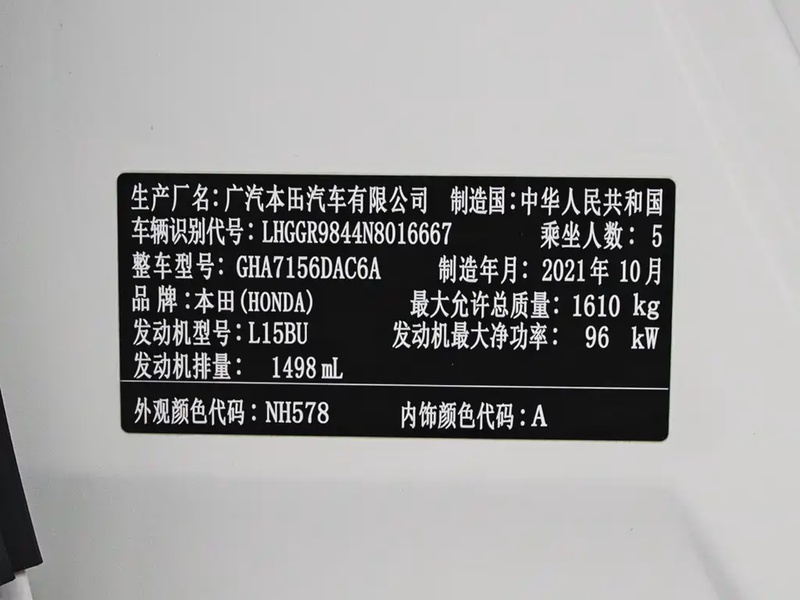 生产厂名：广汽本田汽车有限公司 制造国：中华人民共和国
车辆识别代号：LHGGR9844N8016667 乘坐人数：5
整车型号：GHA7156DAC6A 制造年月：2021年10月
品牌：本田(HONDA) 最大允许总质量：1610 kg
发动机型号：L15BU 发动机最大净功率：96 kW
发动机排量：1498 mL
外观颜色代码：NH578 内饰颜色代码：A